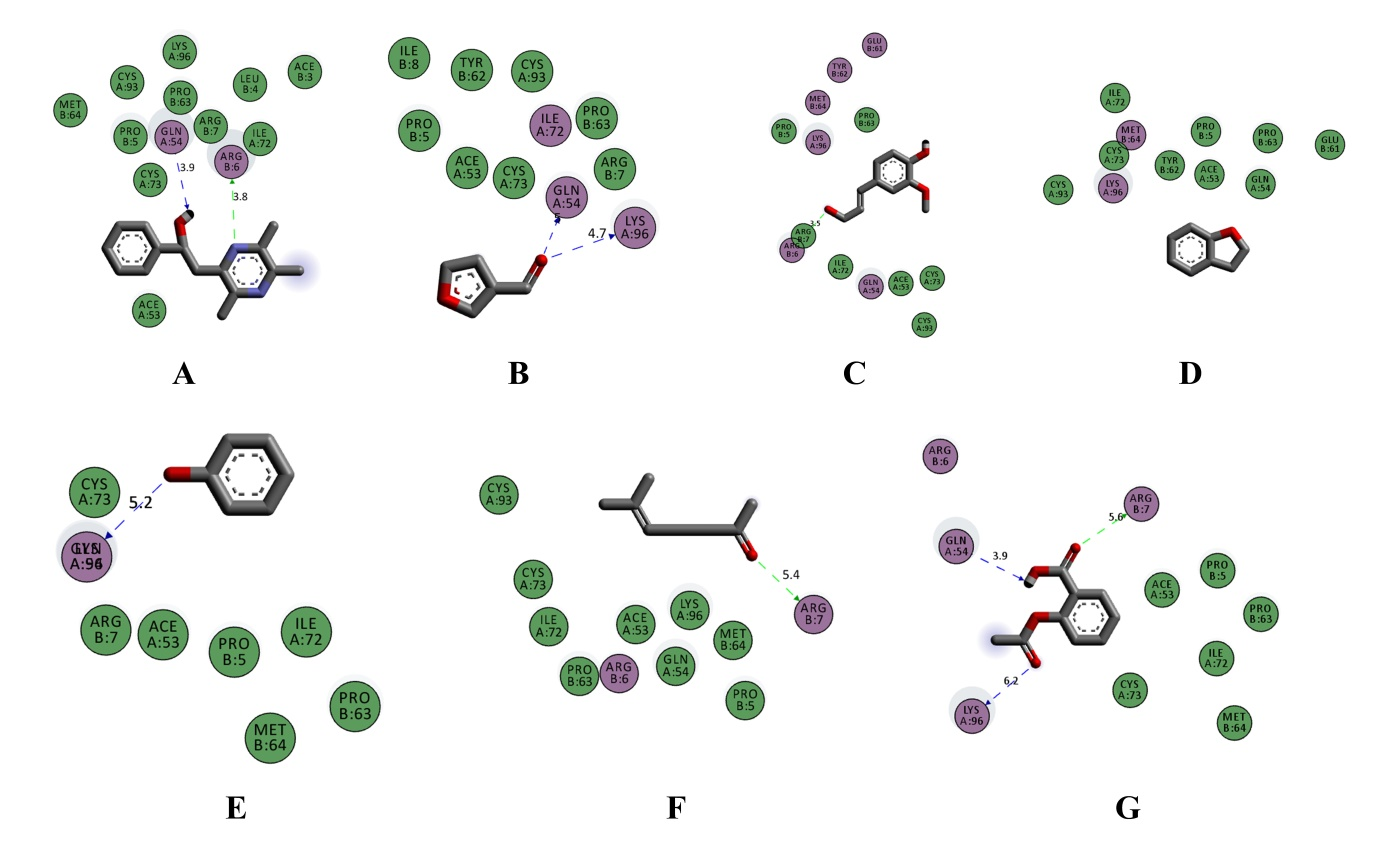 LYS
A:96
CYS
A:93
LEU
B:4
ACE
B:3
MET
B:64
PRO
B:63
PRO
B:5
GLN
A:54
ARG
B:7
ILE
A:72
ARG
B:6
CYS
A:73
3.9
3.8
ACE
A:53
A
ILE
B:8
TYR
B:62
CYS
A:93
PRO
B:5
ILE
A:72
PRO
B:63
ACE
A:53
CYS
A:73
ARG
B:7
GLN
A:54
5
LYS
A:96
4.7
B
GLU
B:61
TYR
B:62
MET
B:64
PRO
B:5
PRO
B:63
LYS
A:96
3.5
ARG
B:7
ARG
B:6
ILE
A:72
GLN
A:54
ACE
A:53
CYS
A:73
CYS
A:93
C
ILE
A:72
MET
B:64
CYS
A:73
PRO
B:5
PRO
B:63
GLU
B:61
TYR
B:62
ACE
A:53
GLN
A:54
CYS
A:93
LYS
A:96
D
CYS
A:73
5.2
ARG
B:7
ACE
A:53
PRO
B:5
ILE
A:72
PRO
B:63
MET
B:64
E
CYS
A:93
5.4
CYS
A:73
ILE
A:72
ACE
A:53
LYS
A:96
MET
B:64
ARG
B:7
PRO
B:63
ARG
B:6
GLN
A:54
PRO
B:5
F
ARG
B:6
ARG
B:7
5.6
GLN
A:54
3.9
ACE
A:53
PRO
B:5
PRO
B:63
ILE
A:72
6.2
CYS
A:73
LYS
A:96
MET
B:64
G